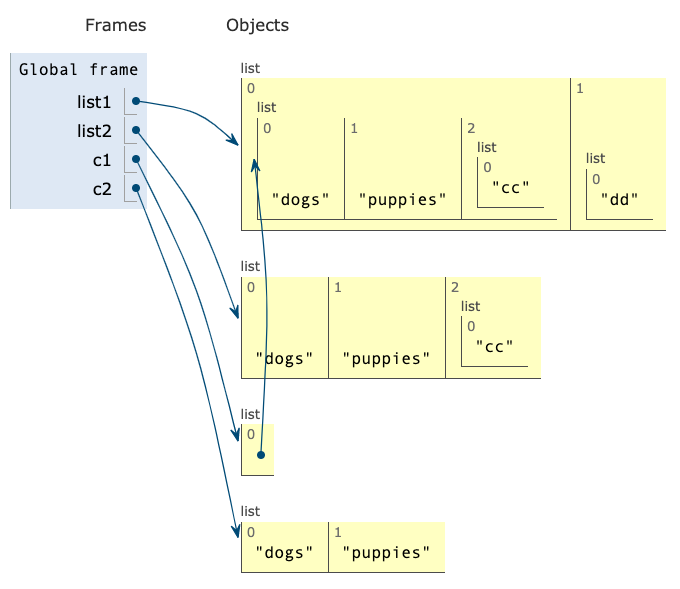 Frames Objects
Global frame
list1
list2
c1
c2
list
0 1
list
0 1 2
list
0
"cc"
list
0
"dd"
"dogs" "puppies"
list
0 1 2
list
0
"cc"
"dogs" "puppies"
list
0
list
0 1
"dogs" "puppies"